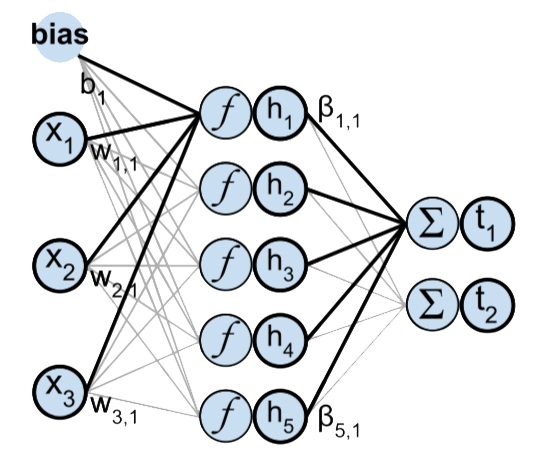 bias
b₁
x₁
w₁,₁
x₂
w₂,₁
x₃
w₃,₁
f h₁ β₁,₁
f h₂
f h₃
f h₄
f h₅ β₅,₁
Σ t₁
Σ t₂